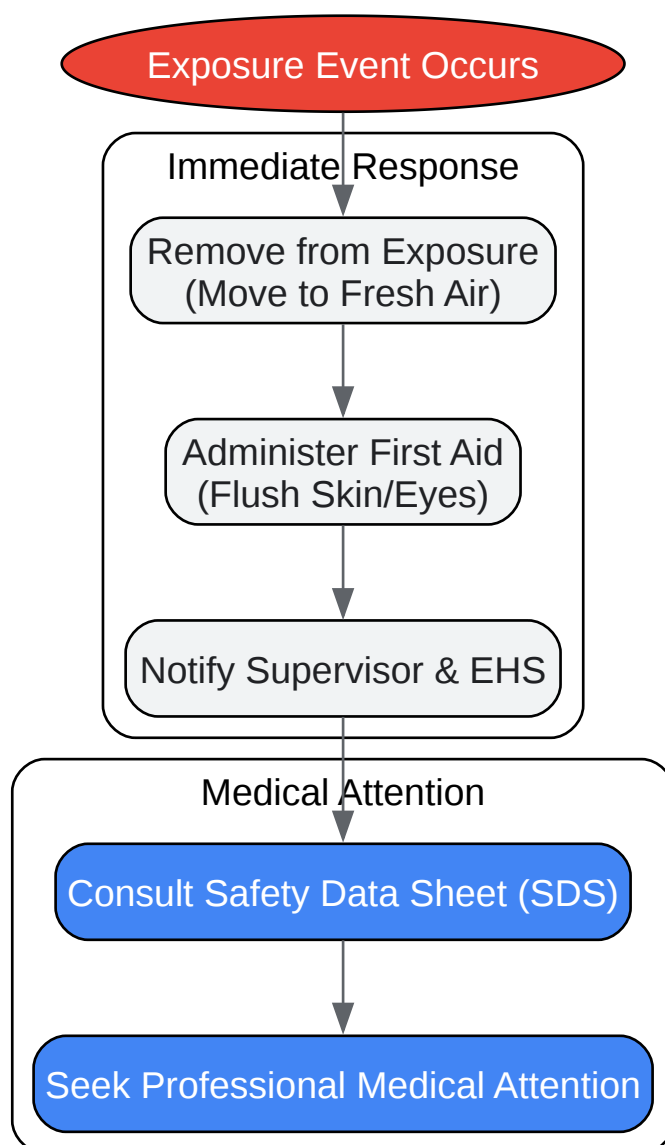 Exposure Event Occurs
Immediate Response
Remove from Exposure
(Move to Fresh Air)
Administer First Aid
(Flush Skin/Eyes)
Notify Supervisor & EHS
Medical Attention
Consult Safety Data Sheet (SDS)
Seek Professional Medical Attention